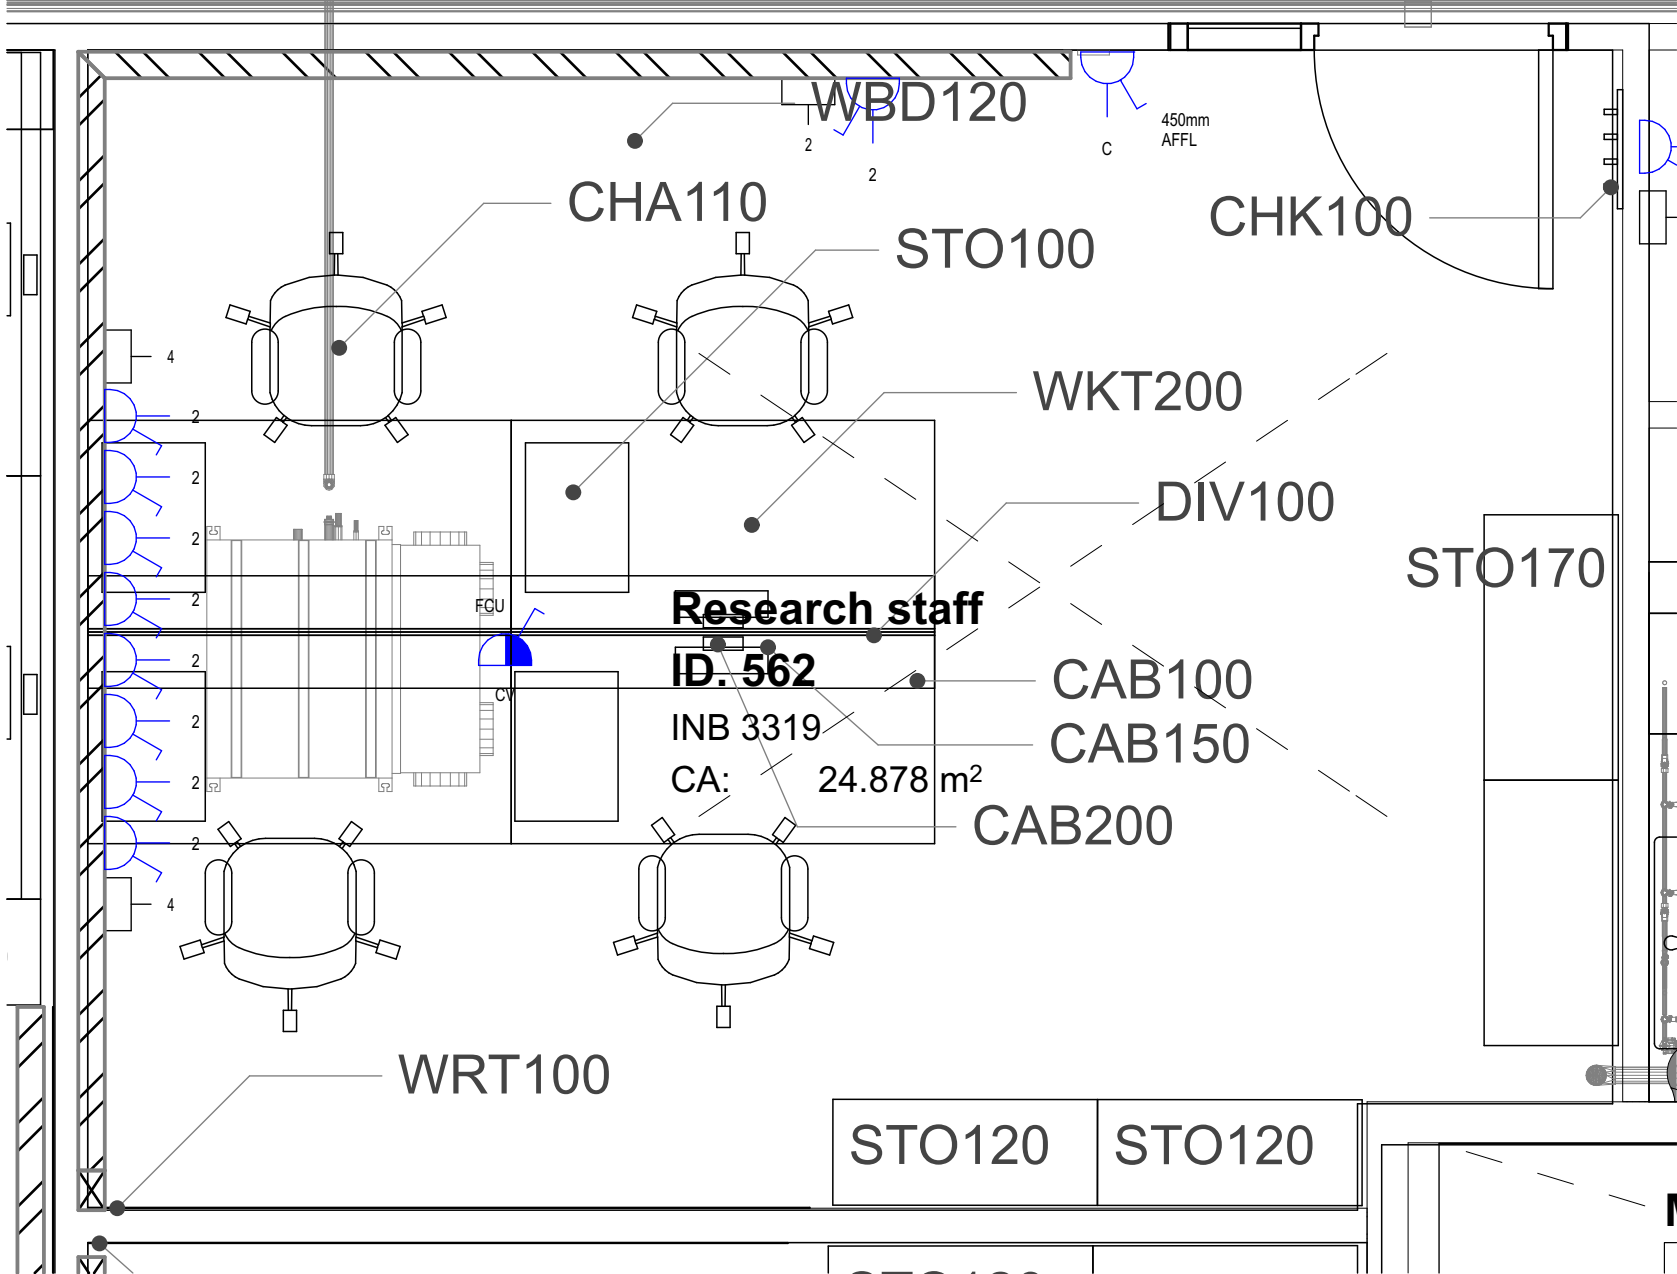 WBD120
450mm
AFFL
2
C
2
CHA110
CHK100
STO100
4
WKT200
2
2
DIV100
2
STO170
2
FCU
Research staff
2
ID. 562
CAB100
CV
2
INB 3319
CAB150
2
CA: 24.878 m²
CAB200
2
4
WRT100
STO120
STO120